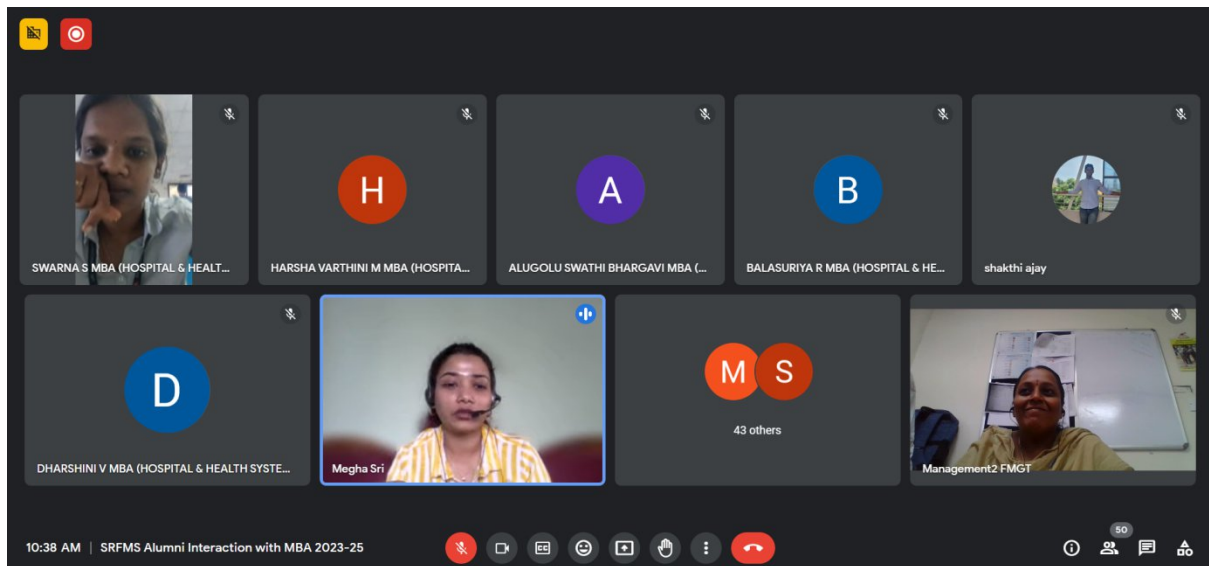 SWARNA S MBA (HOSPITAL & HEALT...
H
HARSHA VARTHINI M MBA (HOSPITA...
A
ALUGOLU SWATHI BHARGAVI MBA (...
B
BALASURIYA R MBA (HOSPITAL & HE...
shakthi ajay
D
DHARSHINI V MBA (HOSPITAL & HEALTH SYSTE...
Megha Sri
M S
43 others
Management2 FMGT
10:38 AM | SRFMS Alumni Interaction with MBA 2023-25
CC
50